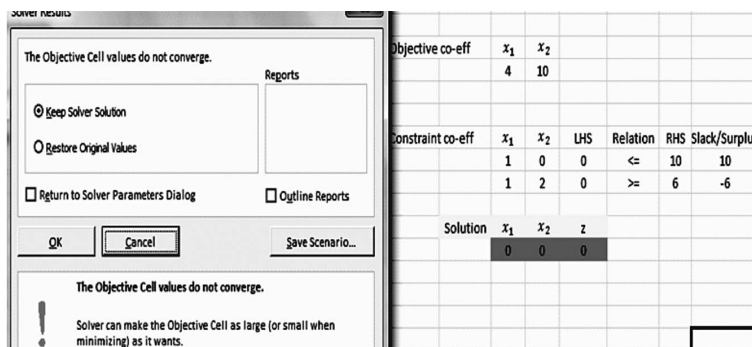 Solver Results
The Objective Cell values do not converge.
Reports
Keep Solver Solution
Restore Original Values
Return to Solver Parameters Dialog
Outline Reports
OK
Cancel
Save Scenario...
The Objective Cell values do not converge.
Solver can make the Objective Cell as large (or small when
minimizing) as it wants.
Objective co-eff x₁ x₂
4 10
Constraint co-eff x₁ x₂ LHS Relation RHS Slack/Surplu
1 0 0 <= 10 10
1 2 0 >= 6 -6
Solution x₁ x₂ z
0 0 0